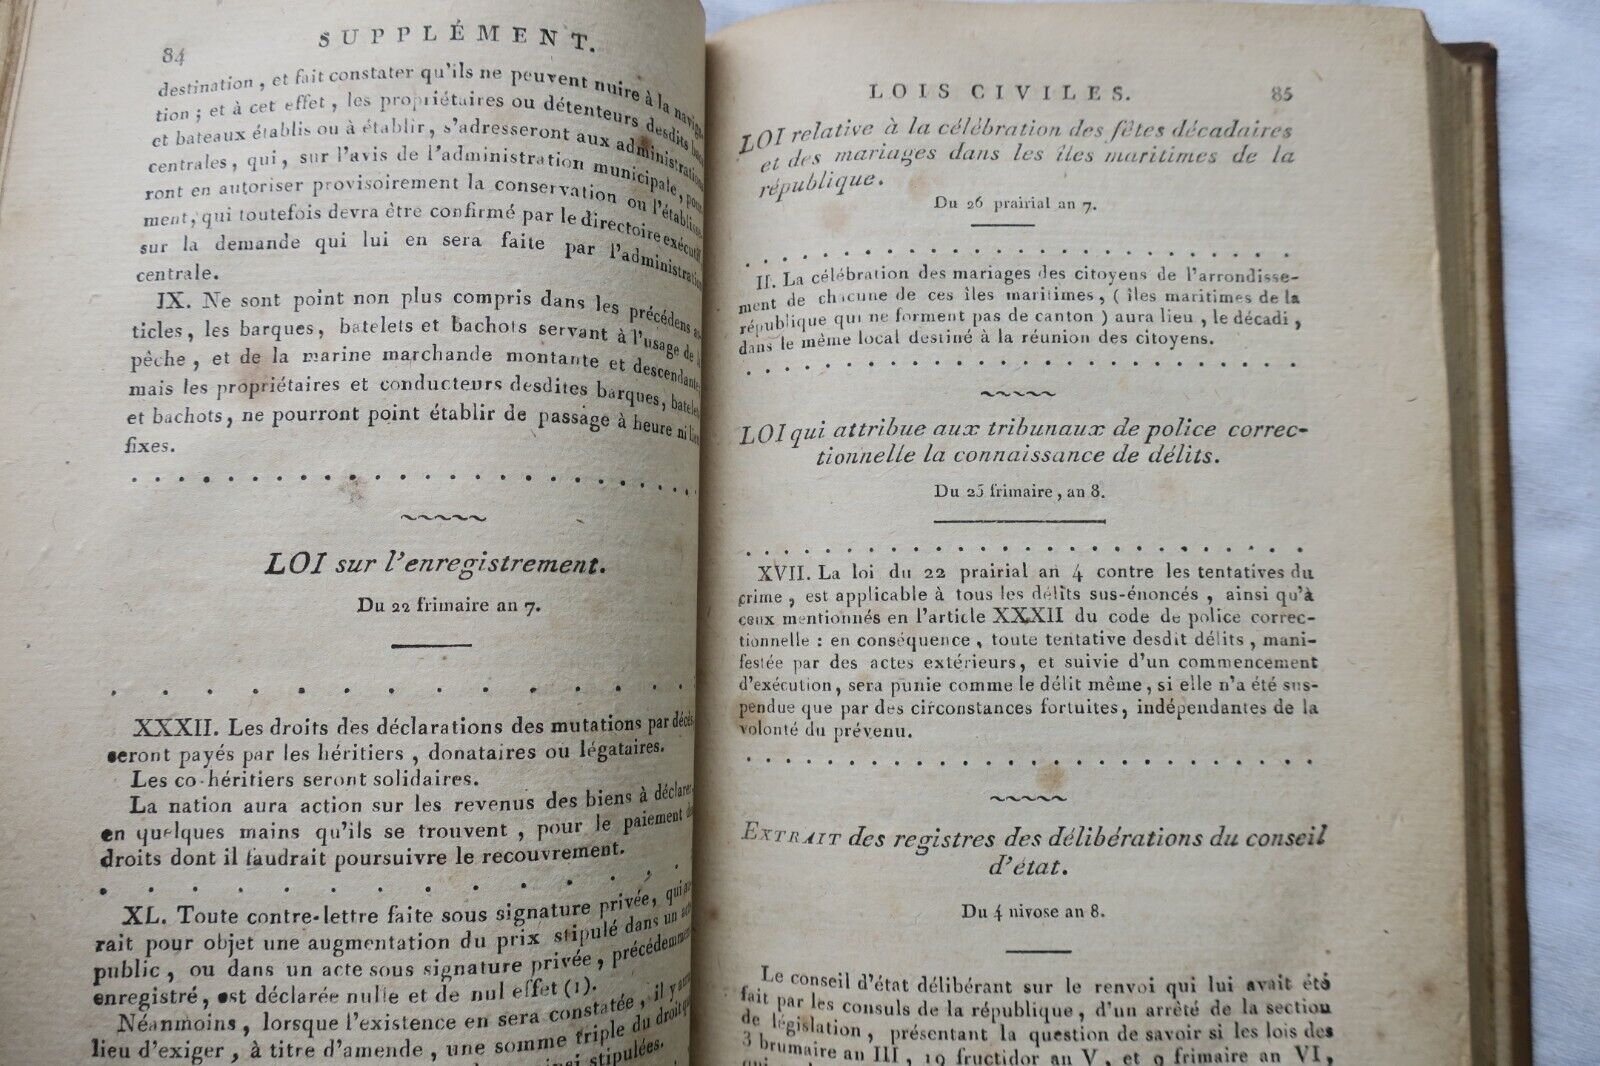 84
SUPPLÉMENT.
destination, et fait constater qu'ils ne peuvent nuire à la naviga-
tion ; et à cet effet, les propriétaires ou détenteurs desdits bacs
et bateaux établis ou à établir, s'adresseront aux administrations
centrales, qui, sur l'avis de l'administration municipale, pour-
ront en autoriser provisoirement la conservation ou l'établisse-
ment, qui toutefois devra être confirmé par le directoire exécutif,
sur la demande qui lui en sera faite par l'administration
centrale.
IX. Ne sont point non plus compris dans les précédens ar-
ticles, les barques, batelets et bachots servant à l'usage de
pêche, et de la marine marchande montante et descendante
mais les propriétaires et conducteurs desdites barques, batelets
et bachots, ne pourront point établir de passage à heure ni lieu
fixes.
LOI sur l'enregistrement.
Du 22 frimaire an 7.
XXXII. Les droits des déclarations des mutations par décès
seront payés par les héritiers, donataires ou légataires.
Les co-héritiers seront solidaires.
La nation aura action sur les revenus des biens à déclarer,
en quelques mains qu'ils se trouvent, pour le paiement des
droits dont il faudrait poursuivre le recouvrement.
XL. Toute contre-lettre faite sous signature privée, qui au-
rait pour objet une augmentation du prix stipulé dans un acte
public, ou dans un acte sous signature privée, précédemment
enregistré, est déclarée nulle et de nul effet (1).
Néanmoins, lorsque l'existence en sera constatée, il y aura
lieu d'exiger, à titre d'amende, une somme triple du droit qui
ainsi stipulées.
LOIS CIVILES.
85
LOI relative à la célébration des fêtes décadaires
et des mariages dans les îles maritimes de la
république.
Du 26 prairial an 7.
II. La célébration des mariages des citoyens de l'arrondisse-
ment de chacune de ces îles maritimes, ( îles maritimes de la
république qui ne forment pas de canton ) aura lieu, le décadi,
dans le même local destiné à la réunion des citoyens.
LOI qui attribue aux tribunaux de police correc-
tionnelle la connaissance de délits.
Du 25 frimaire, an 8.
XVII. La loi du 22 prairial an 4 contre les tentatives du
crime, est applicable à tous les délits sus-énoncés, ainsi qu'à
ceux mentionnés en l'article XXXII du code de police correc-
tionnelle : en conséquence, toute tentative desdit délits, mani-
festée par des actes extérieurs, et suivie d'un commencement
d'exécution, sera punie comme le délit même, si elle n'a été sus-
pendue que par des circonstances fortuites, indépendantes de la
volonté du prévenu.
EXTRAIT des registres des délibérations du conseil
d'état.
Du 4 nivose an 8.
Le conseil d'état délibérant sur le renvoi qui lui avait été
fait par les consuls de la république, d'un arrêté de la section
de législation, présentant la question de savoir si les lois des
3 brumaire an III, 19 fructidor an V, et 9 frimaire an VI,